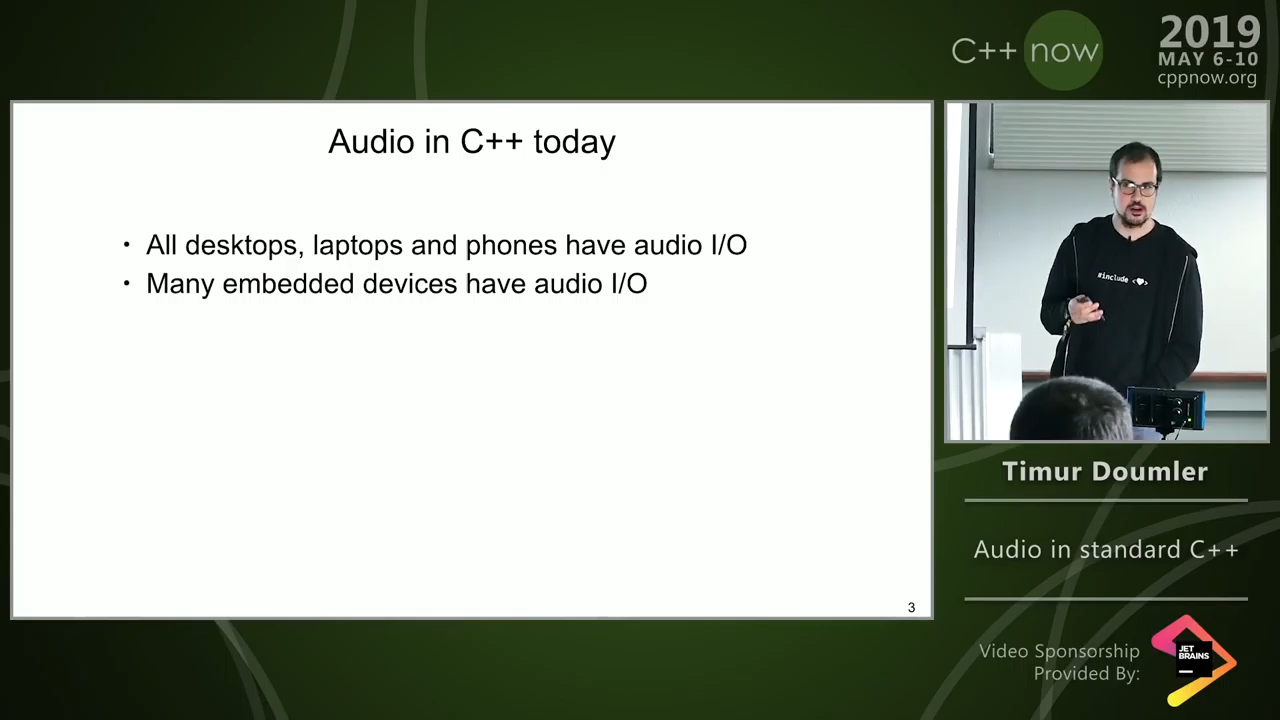 C++ now
2019
MAY 6-10
cppnow.org
Audio in C++ today
• All desktops, laptops and phones have audio I/O
• Many embedded devices have audio I/O
3
#include <♥>
Timur Doumler
Audio in standard C++
Video Sponsorship
Provided By:
JET
BRAINS